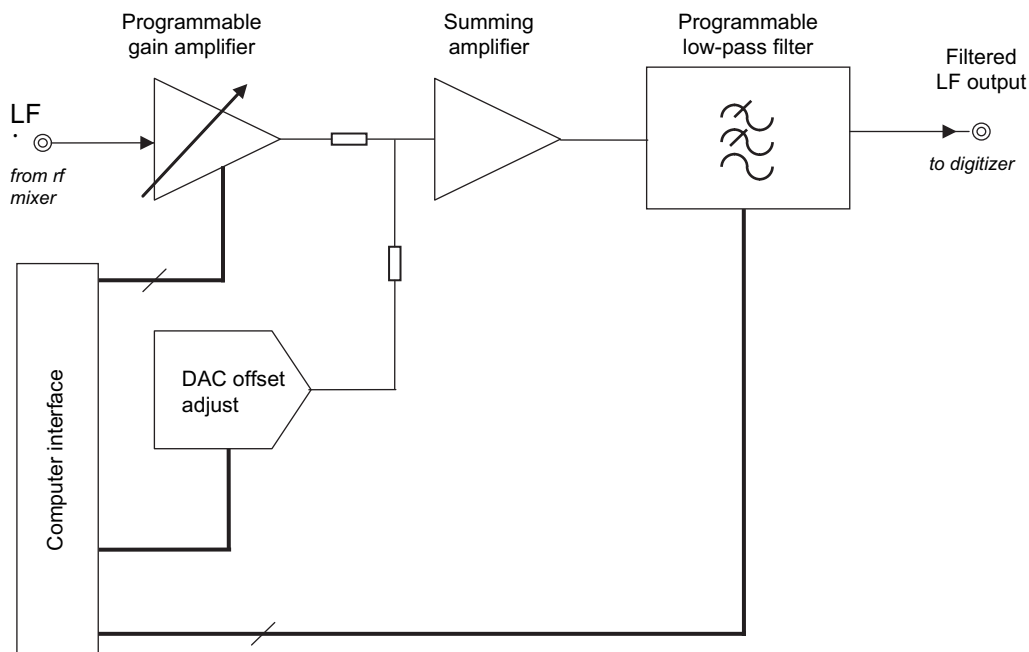 Programmable
gain amplifier
Summing
amplifier
Programmable
low-pass filter
Filtered
LF output
LF
from rf
mixer
to digitizer
DAC offset
adjust
Computer interface